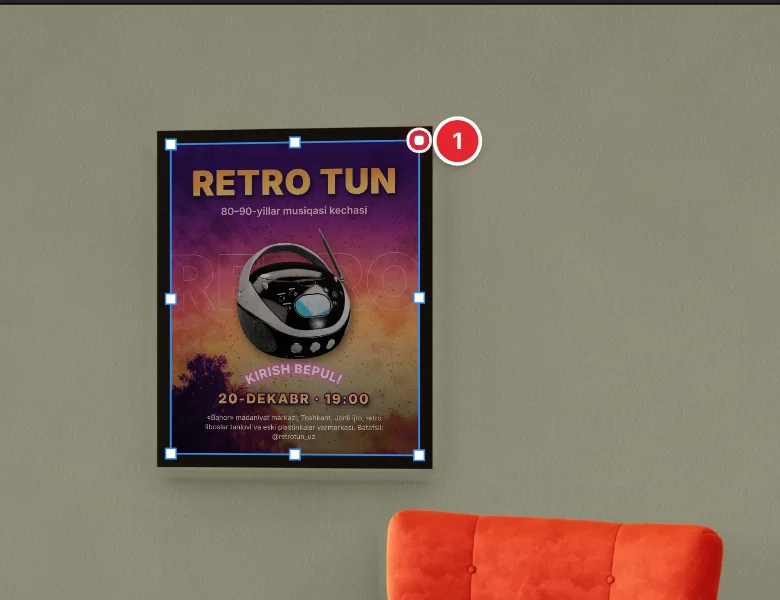 1
RETRO TUN
80–90-yillar musiqasi kechasi
RETRO
KIRISH BEPUL!
20-DEKABR · 19:00
«Bahor» madaniyat markazi, Toshkent. Jonli ijro, retro
liboslar tanlovi va eski plastinkalar yarmarkasi. Batafsil:
@retrotun_uz